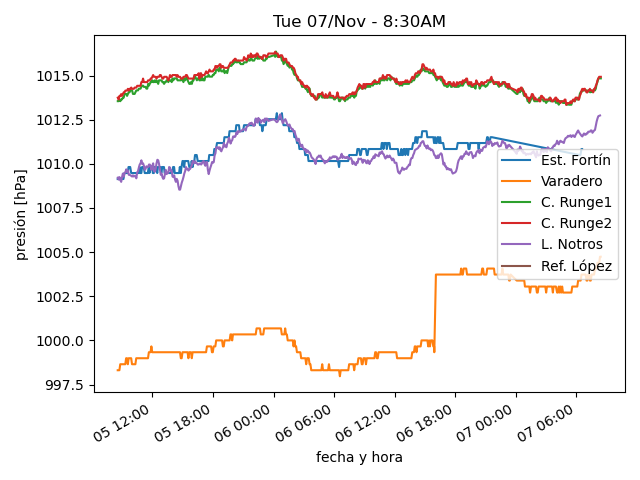 Tue 07/Nov - 8:30AM
presión [hPa]
1015.0
1012.5
1010.0
1007.5
1005.0
1002.5
1000.0
997.5
Est. Fortín
Varadero
C. Runge1
C. Runge2
L. Notros
Ref. López
05 12:00
05 18:00
06 00:00
06 06:00
06 12:00
06 18:00
07 00:00
07 06:00
fecha y hora